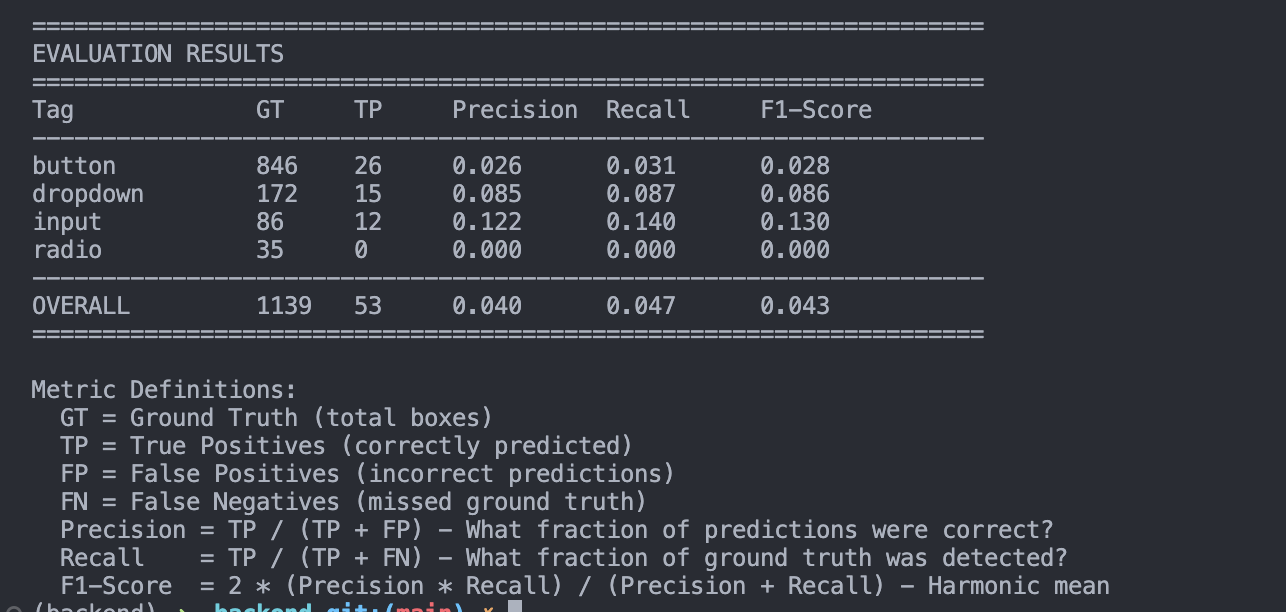 ====================================================================
EVALUATION RESULTS
====================================================================
Tag             GT     TP     Precision  Recall     F1-Score
--------------------------------------------------------------------
button          846    26     0.026      0.031      0.028
dropdown        172    15     0.085      0.087      0.086
input           86     12     0.122      0.140      0.130
radio           35     0      0.000      0.000      0.000
--------------------------------------------------------------------
OVERALL         1139   53     0.040      0.047      0.043
====================================================================
Metric Definitions:
  GT = Ground Truth (total boxes)
  TP = True Positives (correctly predicted)
  FP = False Positives (incorrect predictions)
  FN = False Negatives (missed ground truth)
  Precision = TP / (TP + FP) - What fraction of predictions were correct?
  Recall    = TP / (TP + FN) - What fraction of ground truth was detected?
  F1-Score  = 2 * (Precision * Recall) / (Precision + Recall) - Harmonic mean
(backend) backend git:(main)